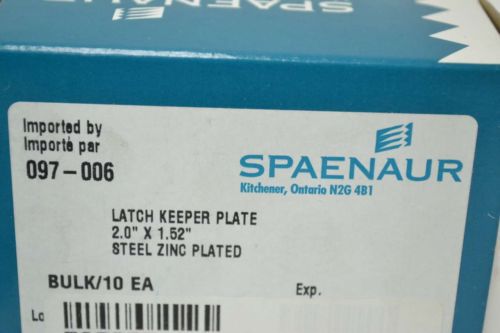 SPAENAUR
Imported by
Importé par
097-006
SPAENAUR
Kitchener, Ontario N2G 4B1
LATCH KEEPER PLATE
2.0" X 1.52"
STEEL ZINC PLATED
BULK/10 EA
Exp.